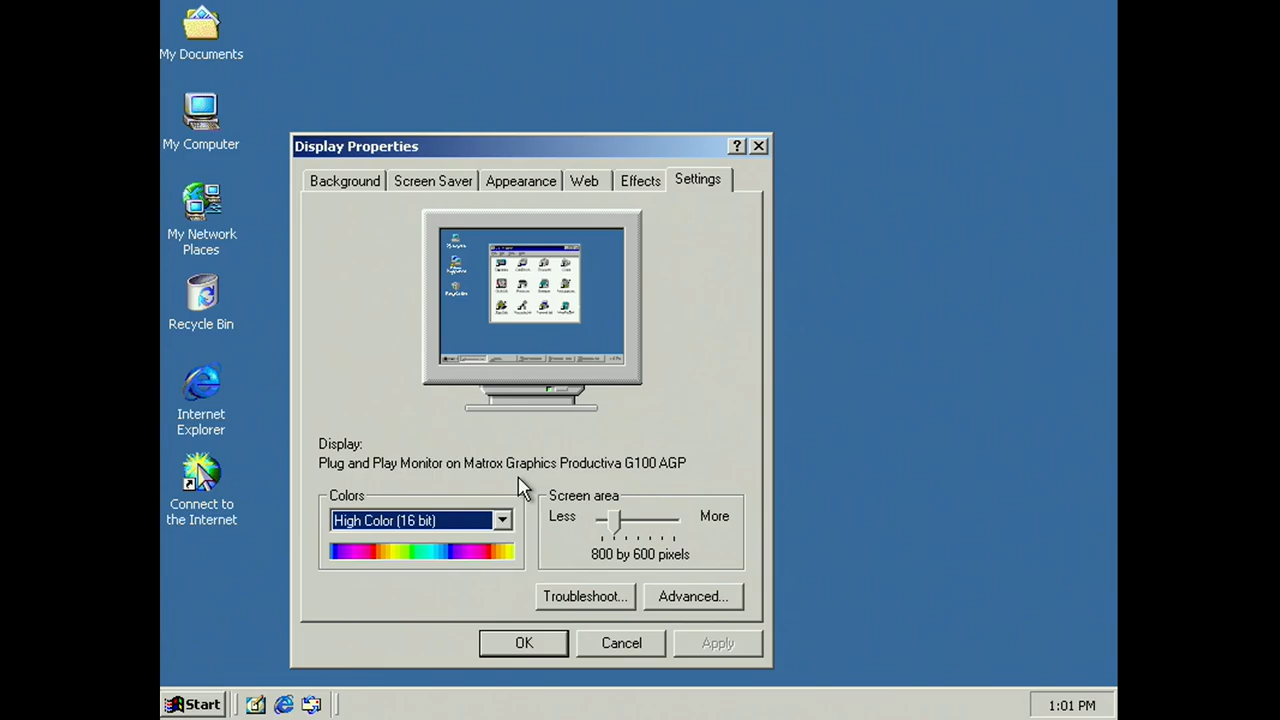 My Documents
My Computer
My Network
Places
Recycle Bin
Internet
Explorer
Connect to
the Internet
Display Properties
Background
Screen Saver
Appearance
Web
Effects
Settings
Display:
Plug and Play Monitor on Matrox Graphics Productiva G100 AGP
Colors
High Color (16 bit)
Screen area
Less
More
800 by 600 pixels
Troubleshoot...
Advanced...
OK
Cancel
Apply
Start
1:01 PM